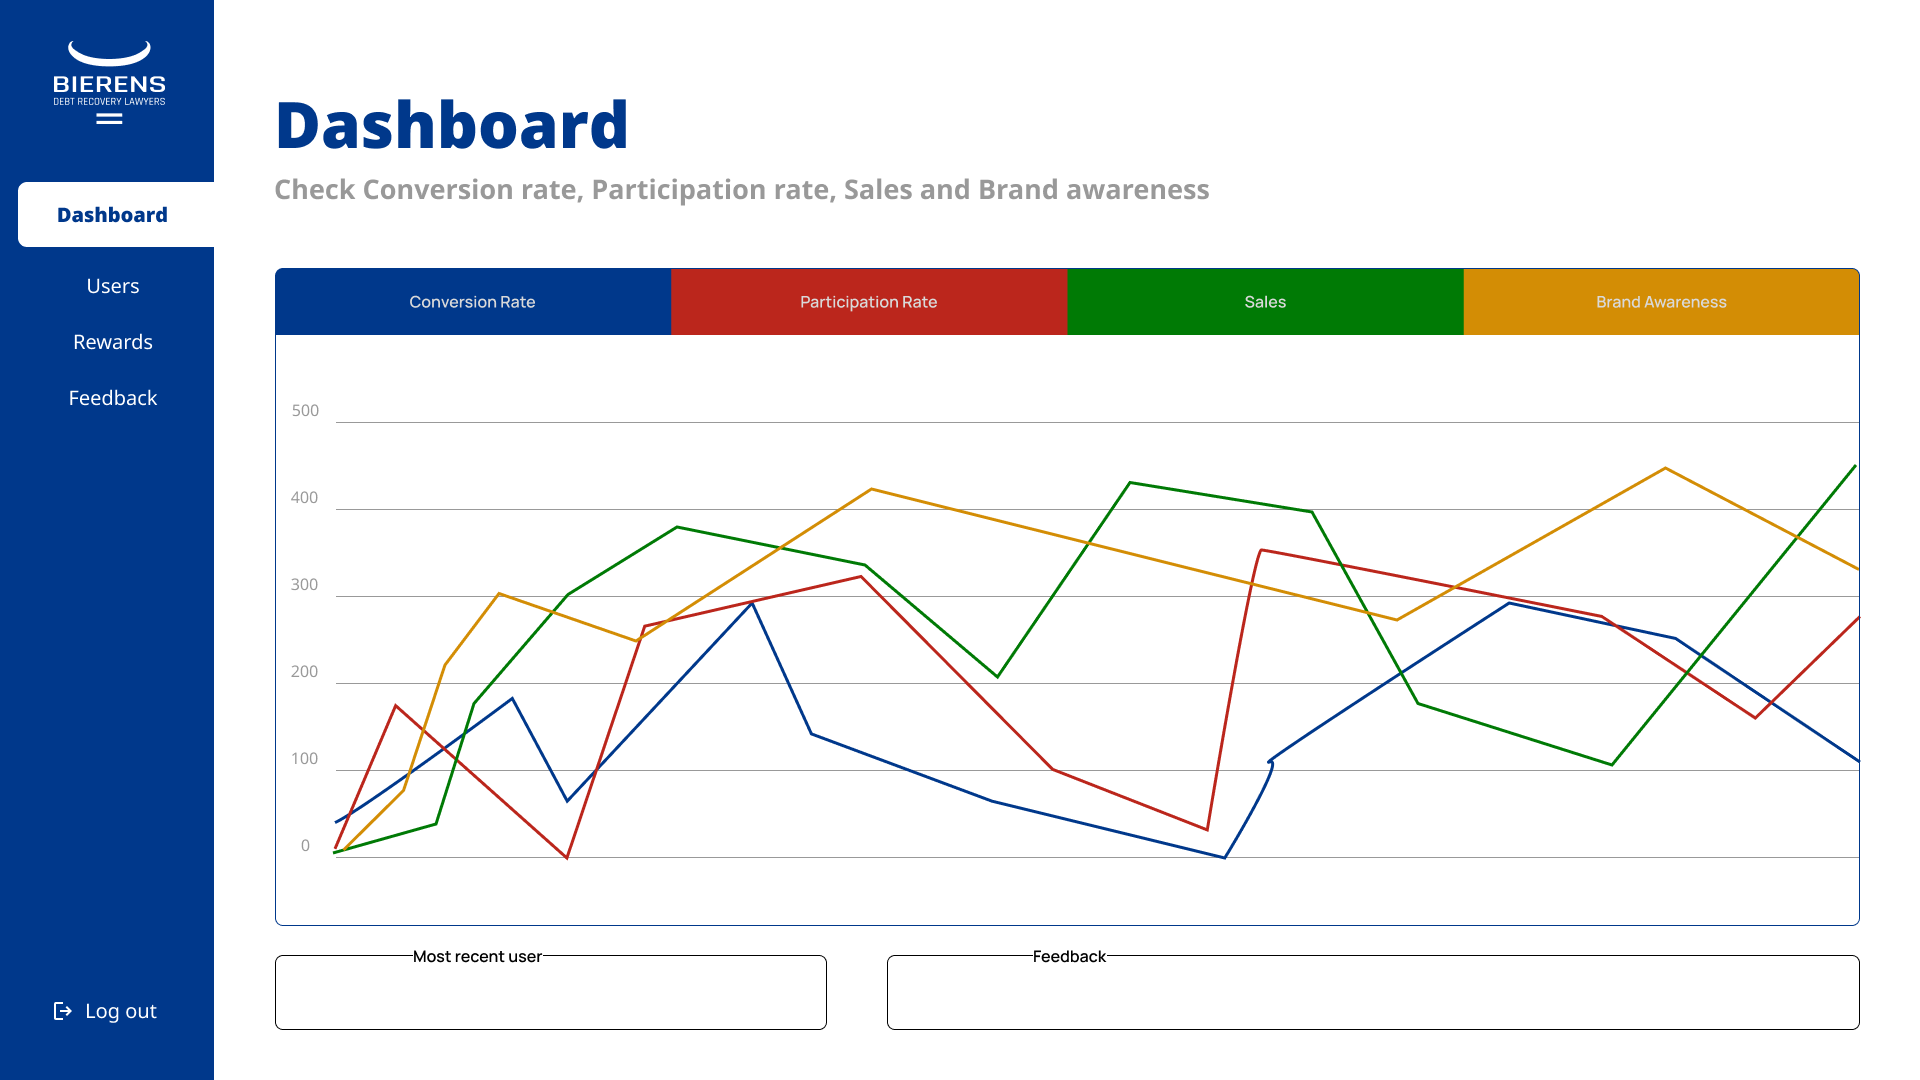 BIERENS
DEBT RECOVERY LAWYERS
Dashboard
Users
Rewards
Feedback
Log out
Dashboard
Check Conversion rate, Participation rate, Sales and Brand awareness
Conversion Rate
Participation Rate
Sales
Brand Awareness
500
400
300
200
100
0
Most recent user
Feedback